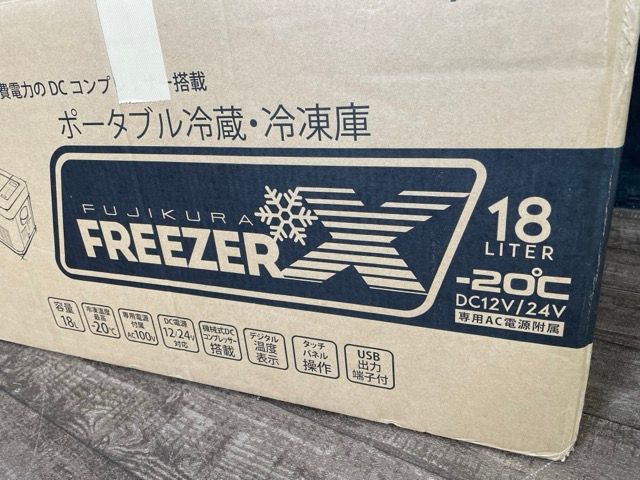 費電力のDCコンプ
ー搭載
ポータブル冷蔵・冷凍庫
FUJIKURA
FREEZER X
18
LITER
-20℃
DC12V/24V
専用AC電源附属
容量
18L
冷凍温度
最高
-20℃
専用電源
付属
AC100V
DC電源
12/24V
対応
機械式DC
コンプレッサー
搭載
デジタル
温度
表示
タッチ
パネル
操作
USB
出力
端子付